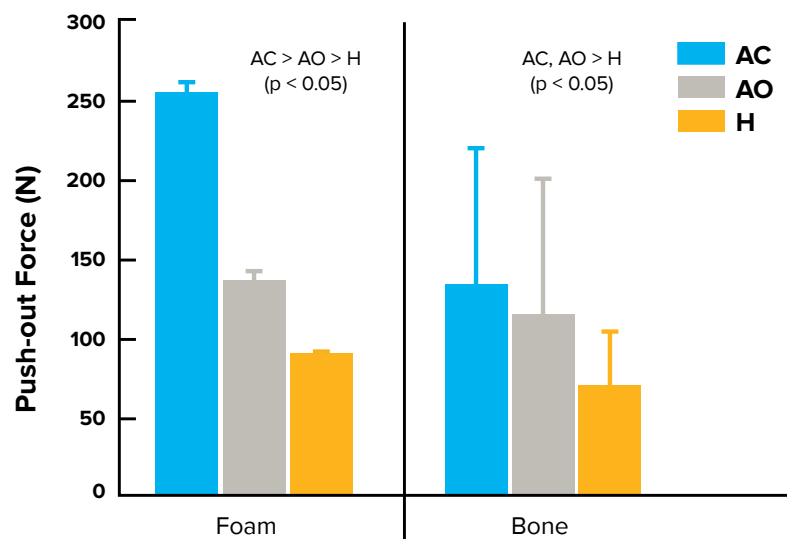 300
250
200
150
100
50
0
Push-out Force (N)
AC > AO > H
(p < 0.05)
AC, AO > H
(p < 0.05)
AC
AO
H
Foam
Bone